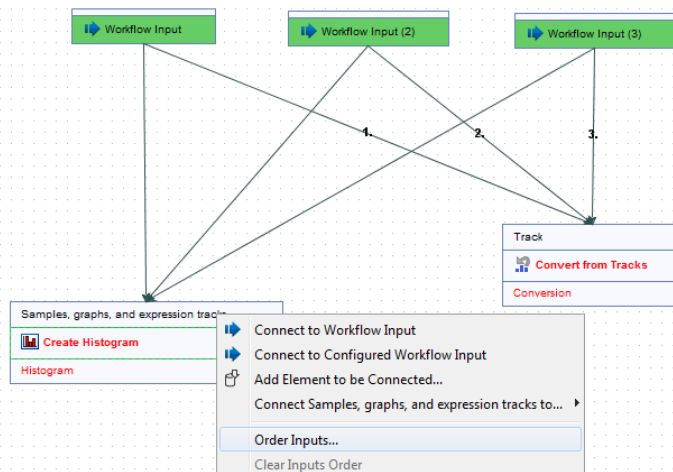 Workflow Input
Workflow Input (2)
Workflow Input (3)
1.
2.
3.
Track
Convert from Tracks
Conversion
Samples, graphs, and expression tracks
Create Histogram
Histogram
Connect to Workflow Input
Connect to Configured Workflow Input
Add Element to be Connected...
Connect Samples, graphs, and expression tracks to...
Order Inputs...
Clear Inputs Order